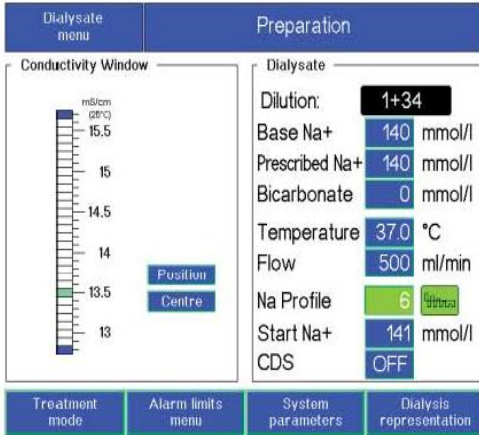 Dialysate
menu
Preparation
Conductivity Window
mS/cm
(25°C)
15.5
15
14.5
14
13.5
13
Position
Centre
Dialysate
Dilution: 1+34
Base Na+ 140 mmol/l
Prescribed Na+ 140 mmol/l
Bicarbonate 0 mmol/l
Temperature 37.0 °C
Flow 500 ml/min
Na Profile 6
Start Na+ 141 mmol/l
CDS OFF
Treatment
mode
Alarm limits
menu
System
parameters
Dialysis
representation